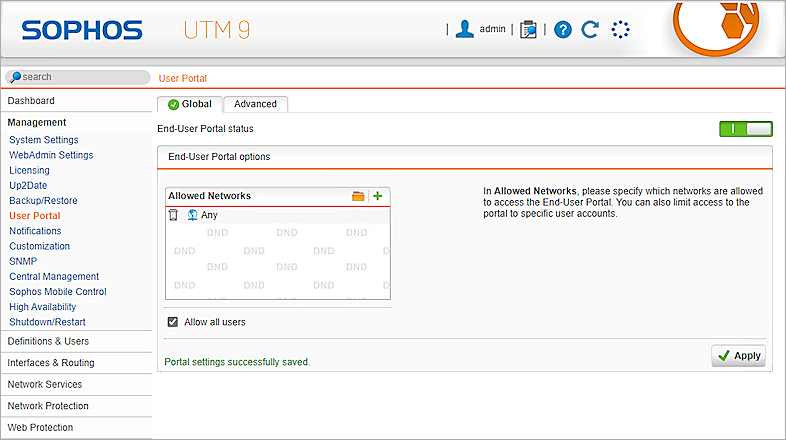 SOPHOS UTM 9
admin
search
User Portal
Dashboard
Management
System Settings
WebAdmin Settings
Licensing
Up2Date
Backup/Restore
User Portal
Notifications
Customization
SNMP
Central Management
Sophos Mobile Control
High Availability
Shutdown/Restart
Definitions & Users
Interfaces & Routing
Network Services
Network Protection
Web Protection
Global Advanced
End-User Portal status
End-User Portal options
Allowed Networks
Any
DND DND DND
DND DND DND
DND DND DND
DND DND DND
Allow all users
In Allowed Networks, please specify which networks are allowed
to access the End-User Portal. You can also limit access to the
portal to specific user accounts.
Portal settings successfully saved.
Apply